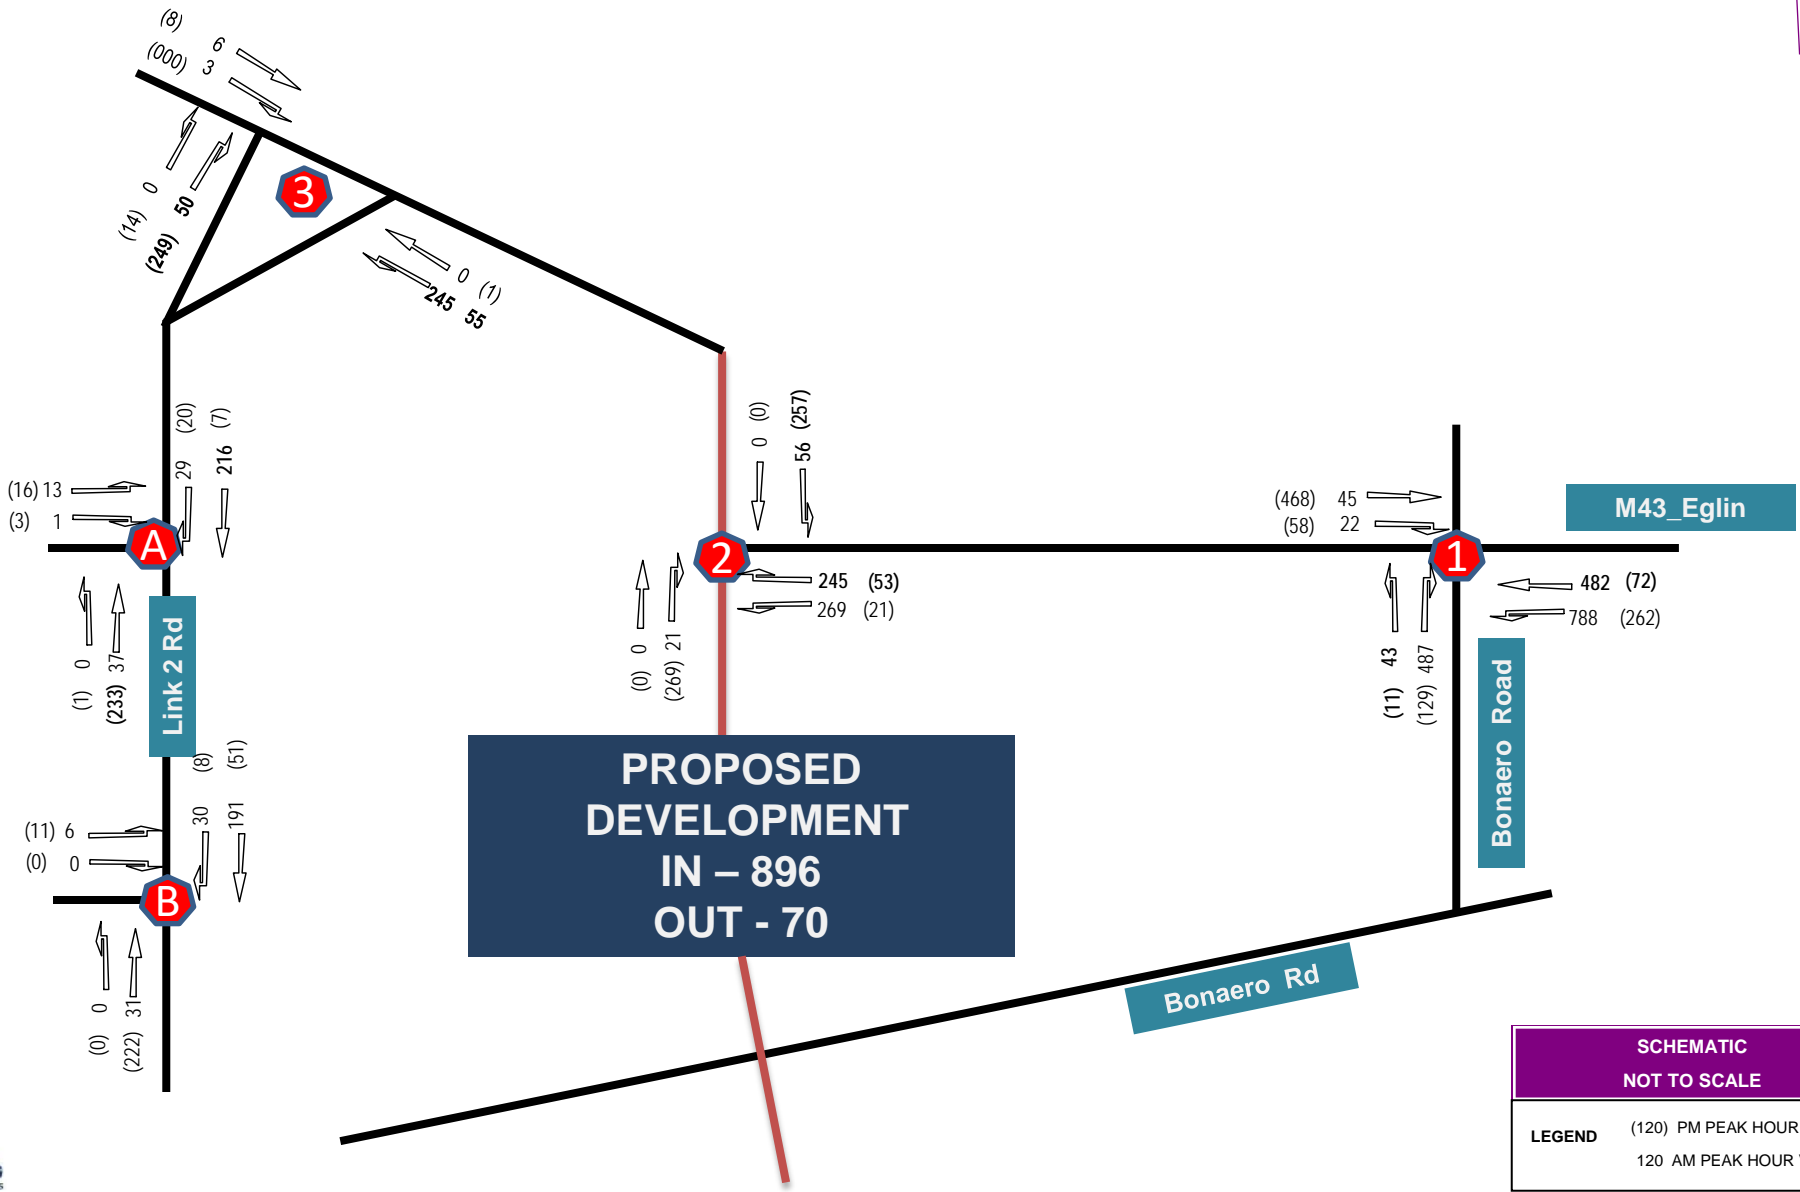 (8) 6
(000) 3
3
(14) 0
(249) 50
0 (1)
245 55
(20)
(7)
29
216
(16) 13
(3) 1
A
(1) 0
(233) 37
Link 2 Rd
(8)
(51)
30
191
(11) 6
(0) 0
B
(0) 0
(222) 31
0 (0)
56 (257)
2
245 (53)
269 (21)
(0) 0
(269) 21
(468) 45
(58) 22
M43_Eglin
1
482 (72)
788 (262)
(11) 43
(129) 487
Bonaero Road
PROPOSED
DEVELOPMENT
IN – 896
OUT - 70
Bonaero Rd
SCHEMATIC
NOT TO SCALE
LEGEND
(120) PM PEAK HOUR
120 AM PEAK HOUR